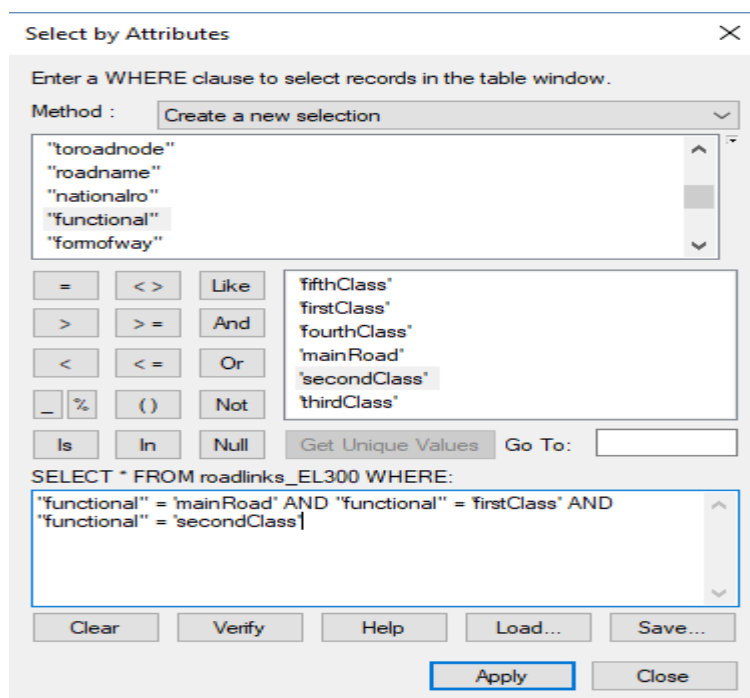 Select by Attributes
Enter a WHERE clause to select records in the table window.
Method : Create a new selection
"toroadnode"
"roadname"
"nationalro"
"functional"
"formofway"
= < > Like
> > = And
< < = Or
_ % () Not
Is In Null
'fifthClass'
'firstClass'
'fourthClass'
'mainRoad'
'secondClass'
'thirdClass'
Get Unique Values Go To:
SELECT * FROM roadlinks_EL300 WHERE:
"functional" = 'mainRoad' AND "functional" = 'firstClass' AND
"functional" = 'secondClass'
Clear Verify Help Load... Save...
Apply Close